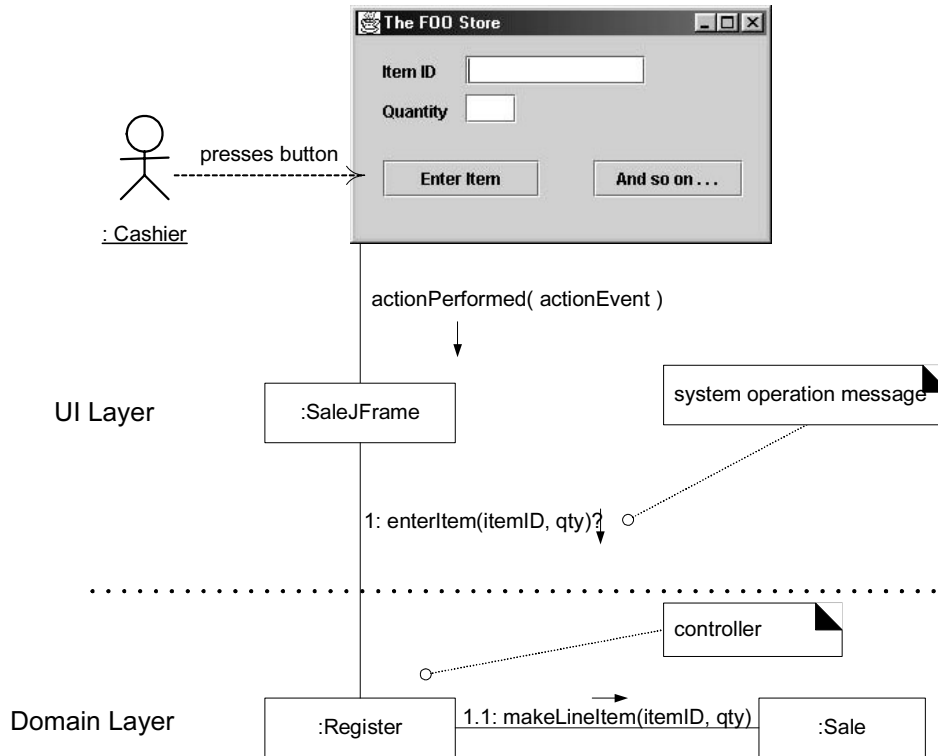 The FOO Store
Item ID
Quantity
presses button
Enter Item
And so on . . .
: Cashier
actionPerformed( actionEvent )
system operation message
UI Layer
:SaleJFrame
1: enterItem(itemID, qty)?
controller
Domain Layer
:Register
1.1: makeLineItem(itemID, qty)
:Sale